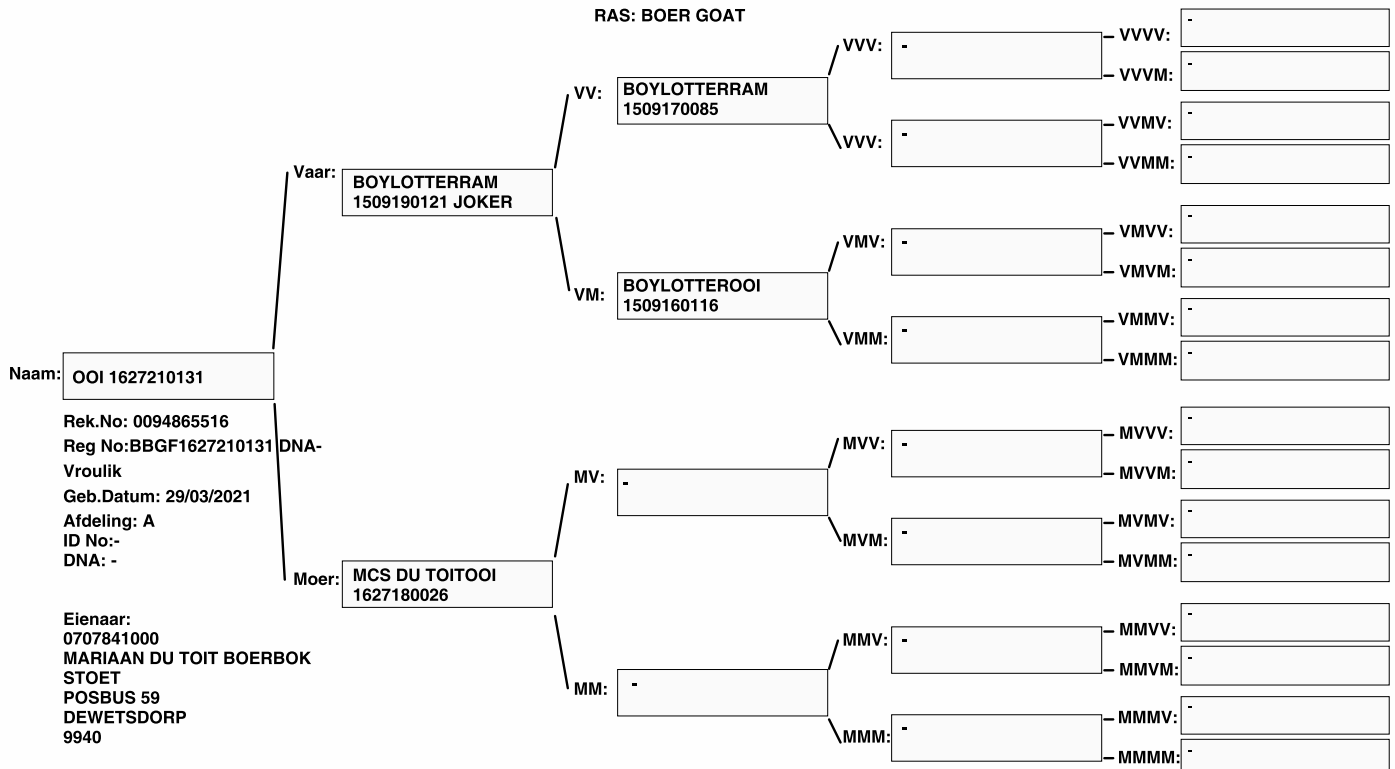 RAS: BOER GOAT
Naam:
OOI 1627210131
Rek.No: 0094865516
Reg No:BBGF1627210131 DNA-
Vroulik
Geb.Datum: 29/03/2021
Afdeling: A
ID No:-
DNA: -
Eienaar:
0707841000
MARIAAN DU TOIT BOERBOK
STOET
POSBUS 59
DEWETSDORP
9940
Vaar:
BOYLOTTERRAM
1509190121 JOKER
Moer:
MCS DU TOITOOI
1627180026
VV:
BOYLOTTERRAM
1509170085
VM:
BOYLOTTEROOI
1509160116
MV:
-
MM:
-
VVV:
-
VVV:
-
VMV:
-
VMM:
-
MVV:
-
MVM:
-
MMV:
-
MMM:
-
VVVV:
-
VVVM:
-
VVMV:
-
VVMM:
-
VMVV:
-
VMVM:
-
VMMV:
-
VMMM:
-
MVVV:
-
MVVM:
-
MVMV:
-
MVMM:
-
MMVV:
-
MMVM:
-
MMMV:
-
MMMM:
-